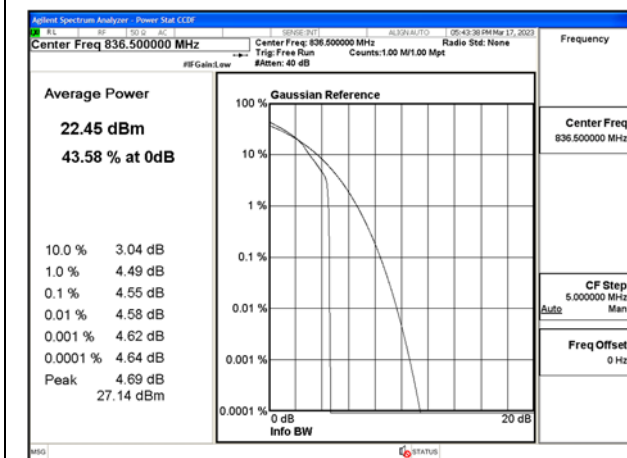 Agilent Spectrum Analyzer - Power Stat CCDF
RL RF 50 Ω AC SENSE:INT ALIGN AUTO 05:43:38 PM Mar 17, 2023
Center Freq 836.500000 MHz
Center Freq: 836.500000 MHz Radio Std: None
Trig: Free Run Counts:1.00 M/1.00 Mpt
#IFGain:Low #Atten: 40 dB
Frequency
Average Power
22.45 dBm
43.58 % at 0dB
10.0 % 3.04 dB
1.0 % 4.49 dB
0.1 % 4.55 dB
0.01 % 4.58 dB
0.001 % 4.62 dB
0.0001 % 4.64 dB
Peak 4.69 dB
27.14 dBm
Gaussian Reference
100 %
10 %
1 %
0.1 %
0.01 %
0.001 %
0.0001 %
0 dB 20 dB
Info BW
Center Freq
836.500000 MHz
CF Step
5.000000 MHz
Auto Man
Freq Offset
0 Hz
MSG STATUS